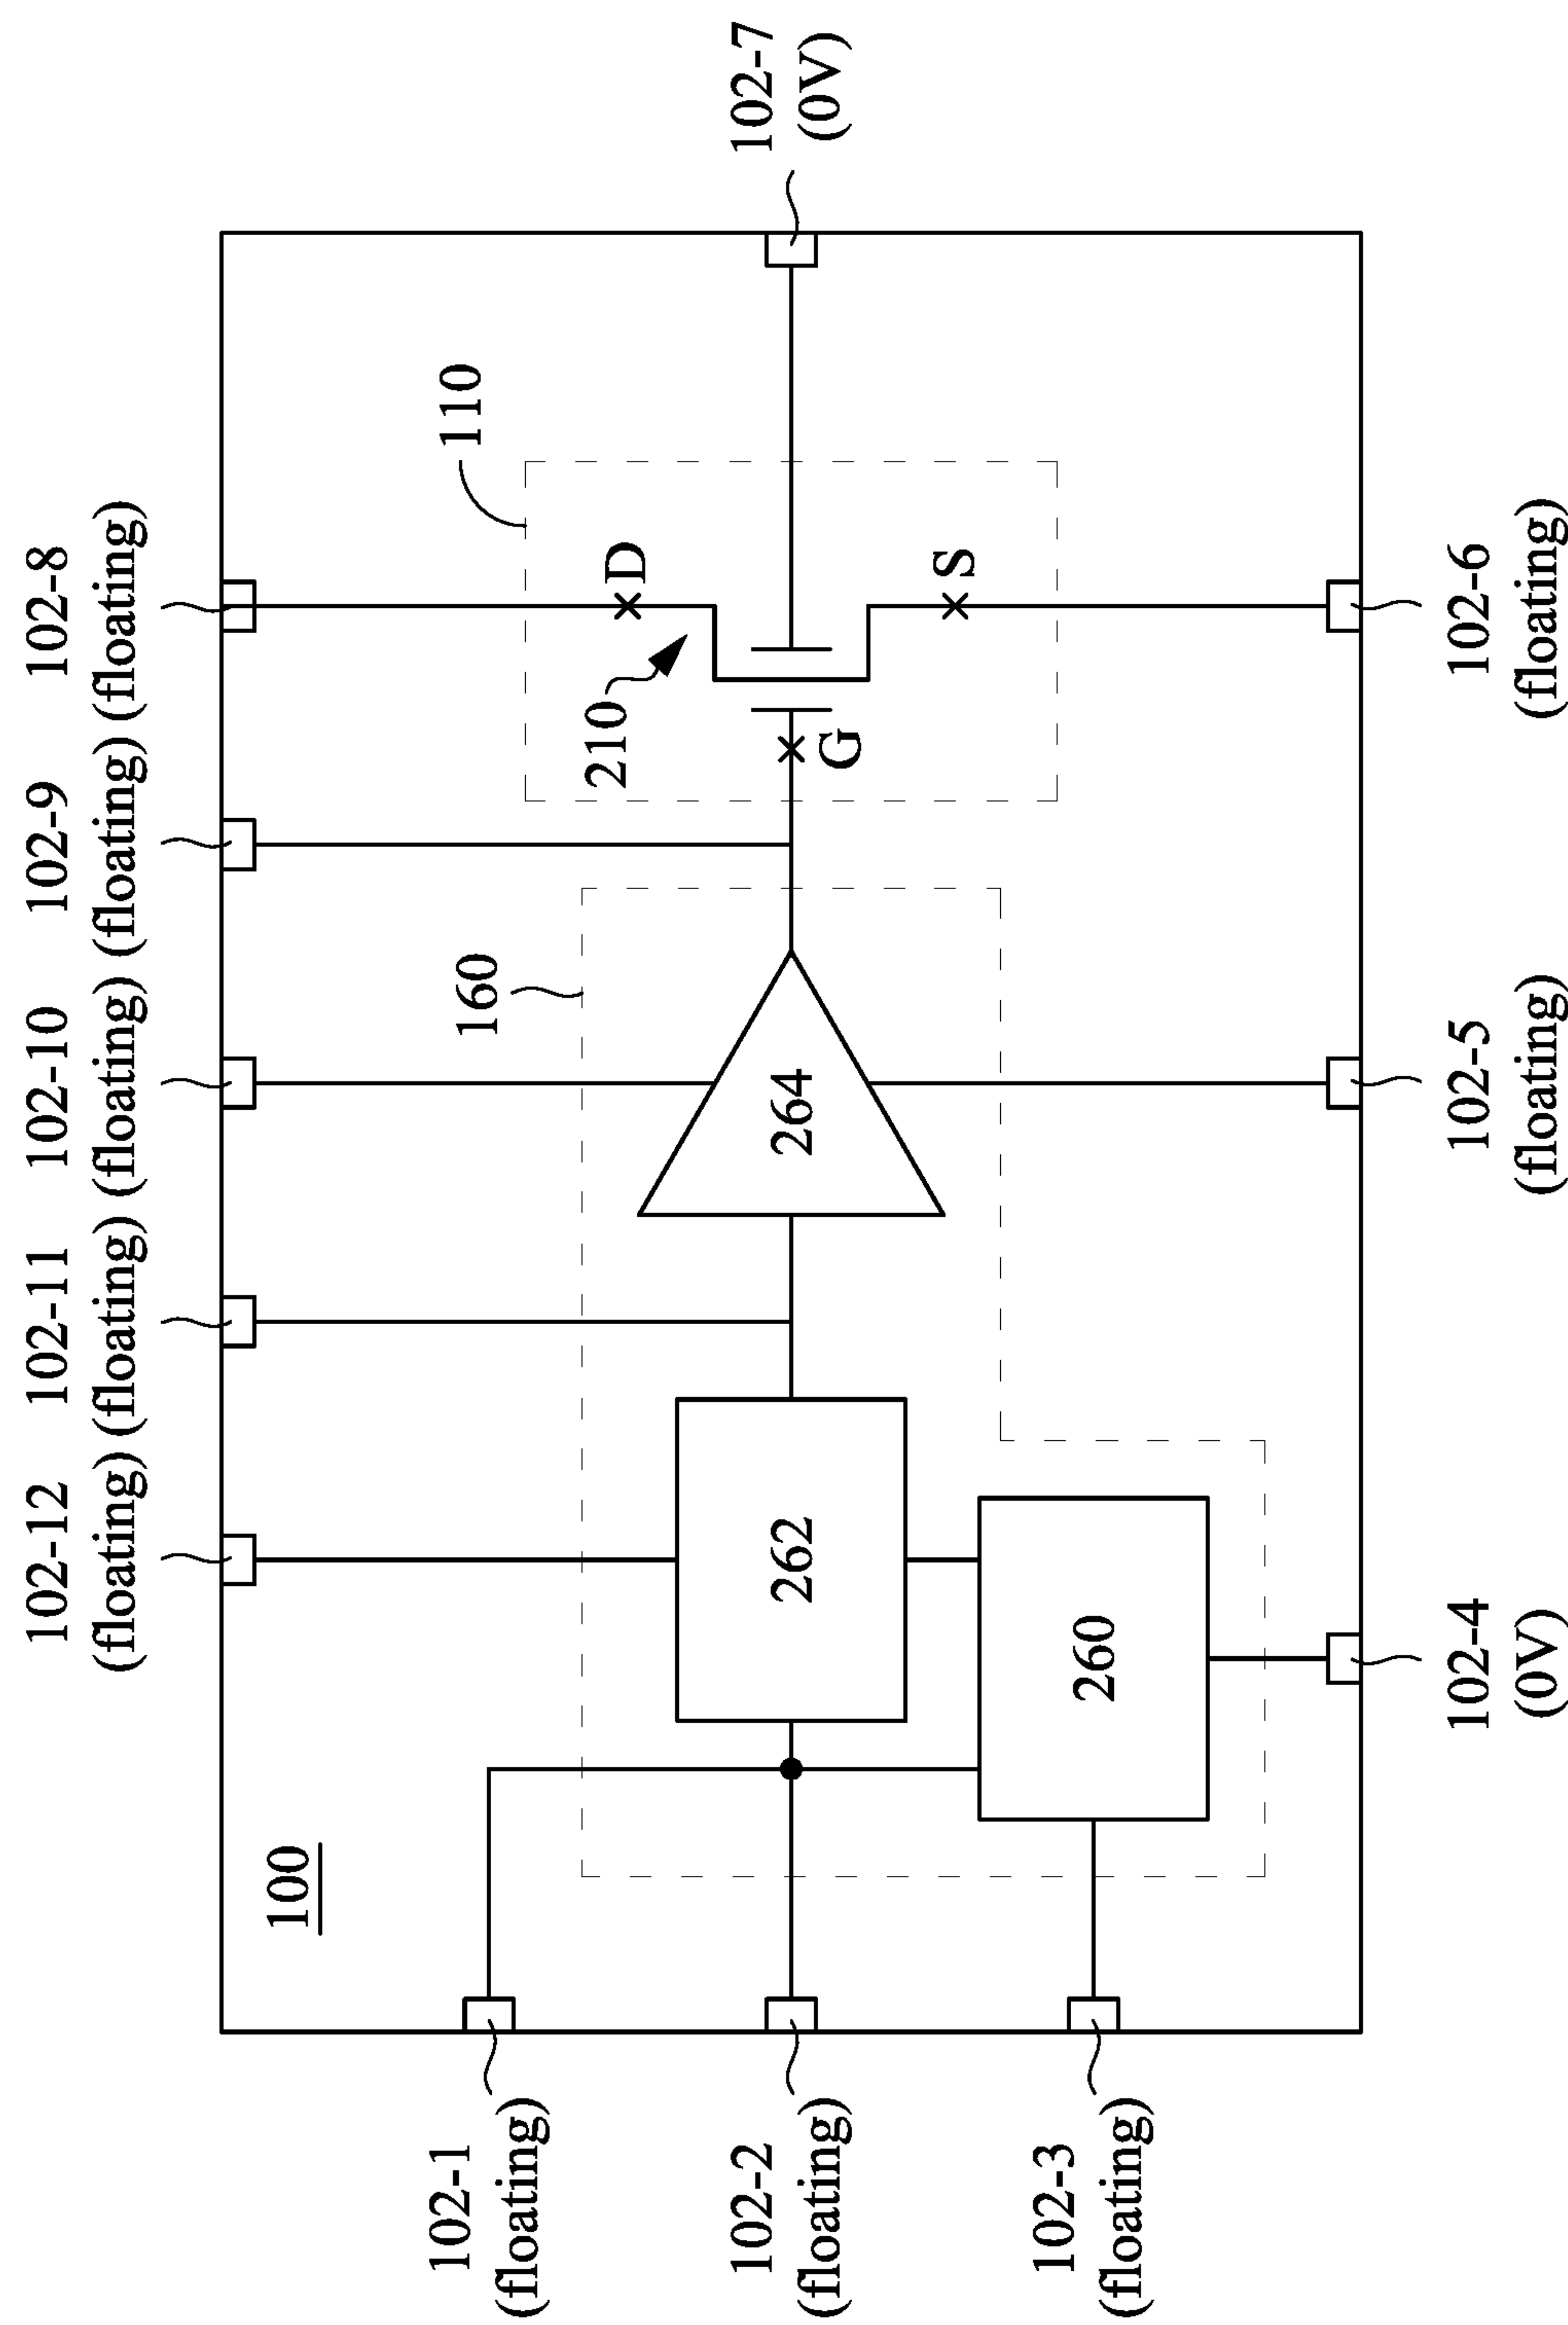 102-12 102-11 102-10 102-9 102-8
(floating) (floating) (floating) (floating) (floating)
100
102-1
(floating)
110
160
210
D
102-2
(floating)
262
264
G
102-7
(0V)
S
102-3
(floating)
260
102-4 102-5 102-6
(0V) (floating) (floating)